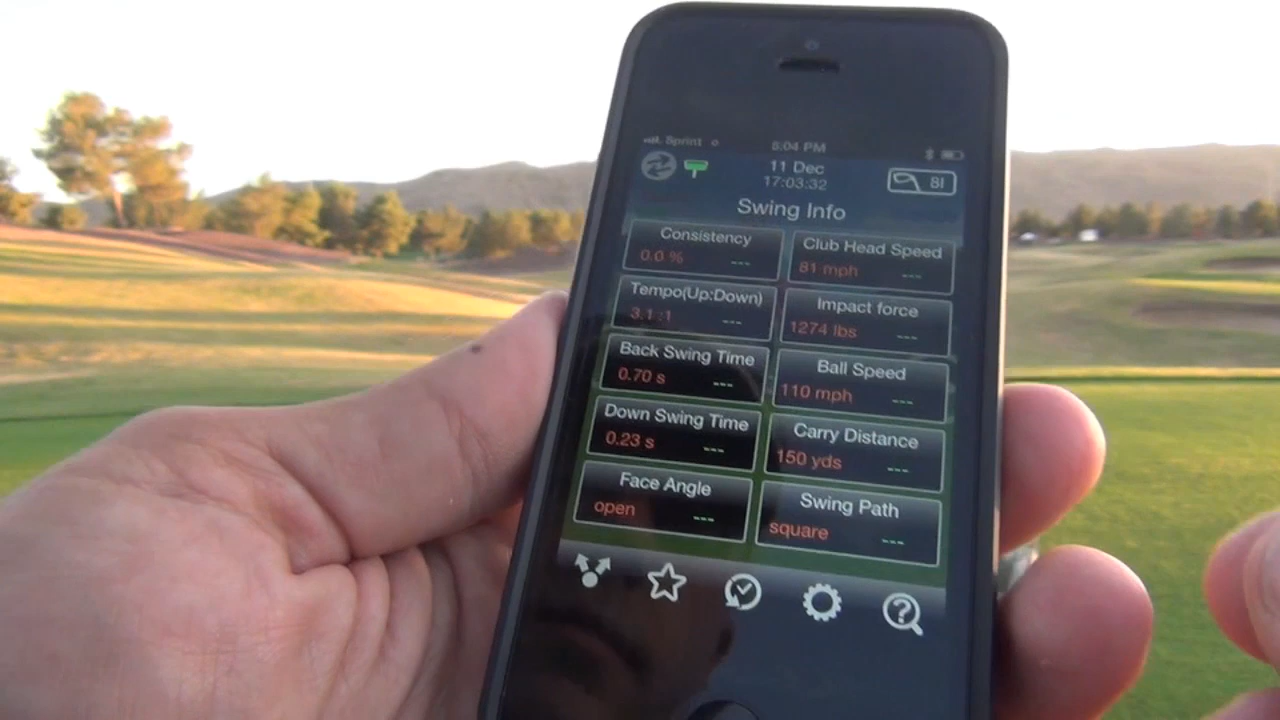 Sprint
5:04 PM
11 Dec
17:03:32
8I
Swing Info
Consistency
0.0 % ---
Club Head Speed
81 mph ---
Tempo(Up:Down)
3.1 :1 ---
Impact force
1274 lbs ---
Back Swing Time
0.70 s ---
Ball Speed
110 mph ---
Down Swing Time
0.23 s ---
Carry Distance
150 yds ---
Face Angle
open ---
Swing Path
square ---